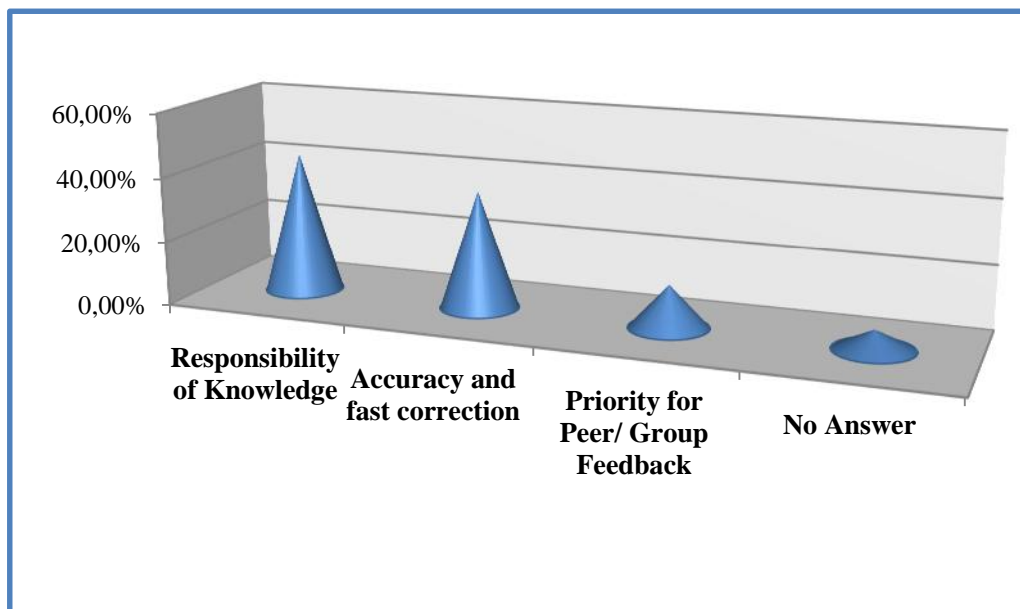 60,00%
40,00%
20,00%
0,00%
Responsibility
of Knowledge
Accuracy and
fast correction
Priority for
Peer/ Group
Feedback
No Answer